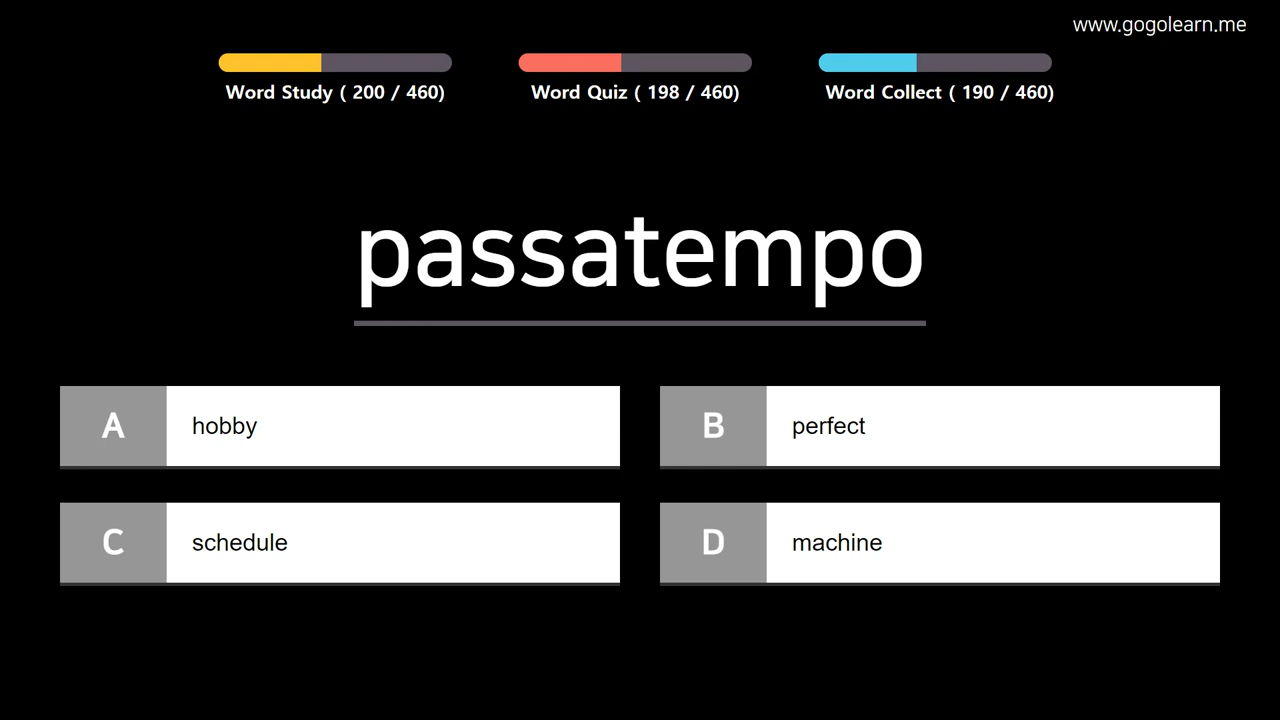 www.gogolearn.me
Word Study ( 200 / 460)
Word Quiz ( 198 / 460)
Word Collect ( 190 / 460)
passatempo
A hobby
B perfect
C schedule
D machine